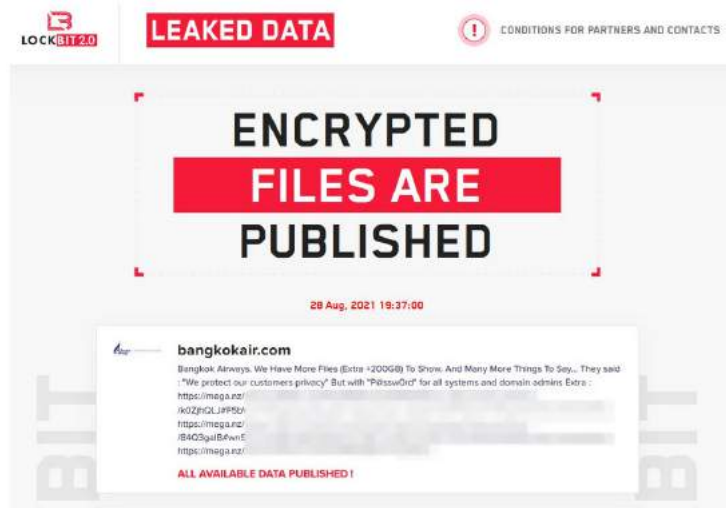 LOCKBIT 2.0
LEAKED DATA
! CONDITIONS FOR PARTNERS AND CONTACTS
ENCRYPTED
FILES ARE
PUBLISHED
28 Aug, 2021 19:37:00
bangkokair.com
Bangkok Airways. We Have More Files (Extra +200GB) To Show. And Many More Things To Say... They said
: "We protect our customers privacy" But with "P@ssw0rd" for all systems and domain admins Extra :
https://mega.nz/
https://mega.nz/
https://mega.nz/
ALL AVAILABLE DATA PUBLISHED !
BIT
BIT